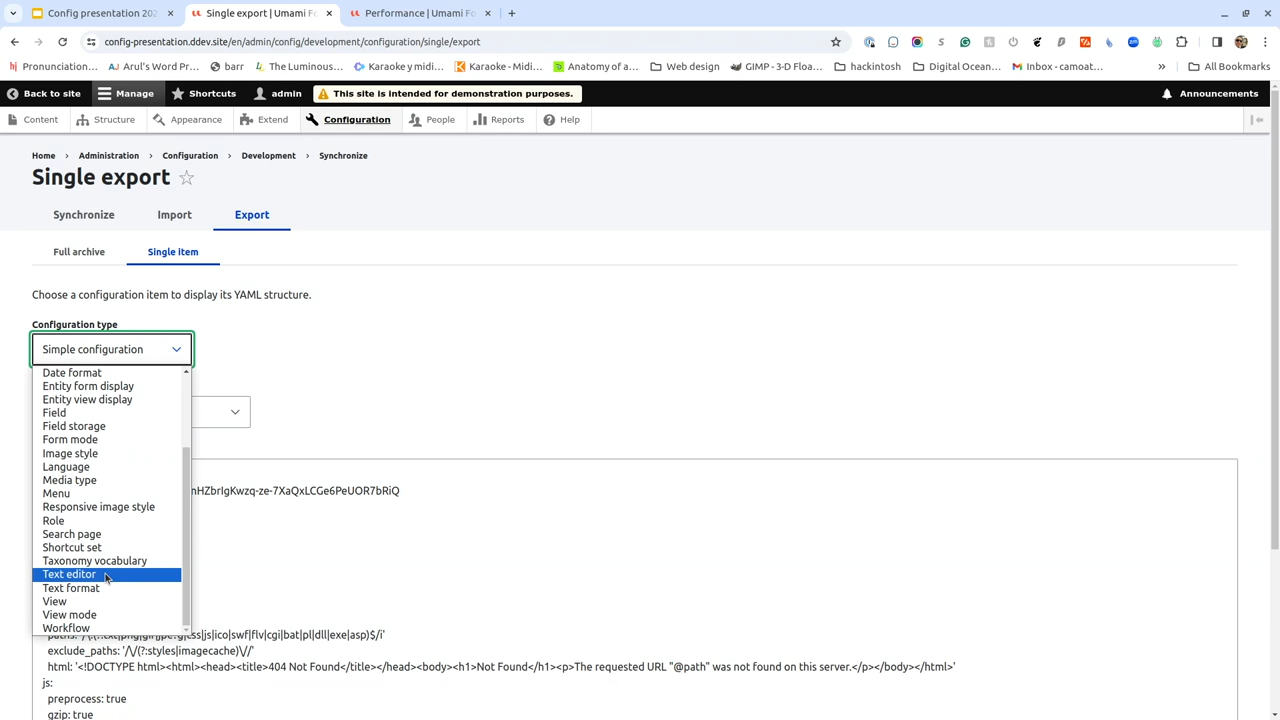 Config presentation 202
Single export | Umami Fo
Performance | Umami Fo
config-presentation.ddev.site/en/admin/config/development/configuration/single/export
Pronunciation...
Arul's Word Pr...
barr
The Luminous...
Karaoke y midi...
Karaoke - Midi...
Anatomy of a...
Web design
GIMP - 3-D Floa...
hackintosh
Digital Ocean...
Inbox - camoat...
»
All Bookmarks
Back to site
Manage
Shortcuts
admin
This site is intended for demonstration purposes.
Announcements
Content
Structure
Appearance
Extend
Configuration
People
Reports
Help
Home › Administration › Configuration › Development › Synchronize
Single export
Synchronize
Import
Export
Full archive
Single item
Choose a configuration item to display its YAML structure.
Configuration type
Simple configuration
Date format
Entity form display
Entity view display
Field
Field storage
Form mode
Image style
Language
Media type
Menu
nHZbrIgKwzq-ze-7XaQxLCGe6PeUOR7bRiQ
Responsive image style
Role
Search page
Shortcut set
Taxonomy vocabulary
Text editor
Text format
View
View mode
Workflow
exclude_paths: '/\/(?:styles|imagecache)\//'
html: '<!DOCTYPE html><html><head><title>404 Not Found</title></head><body><h1>Not Found</h1><p>The requested URL "@path" was not found on this server.</p></body></html>'
js:
preprocess: true
gzip: true